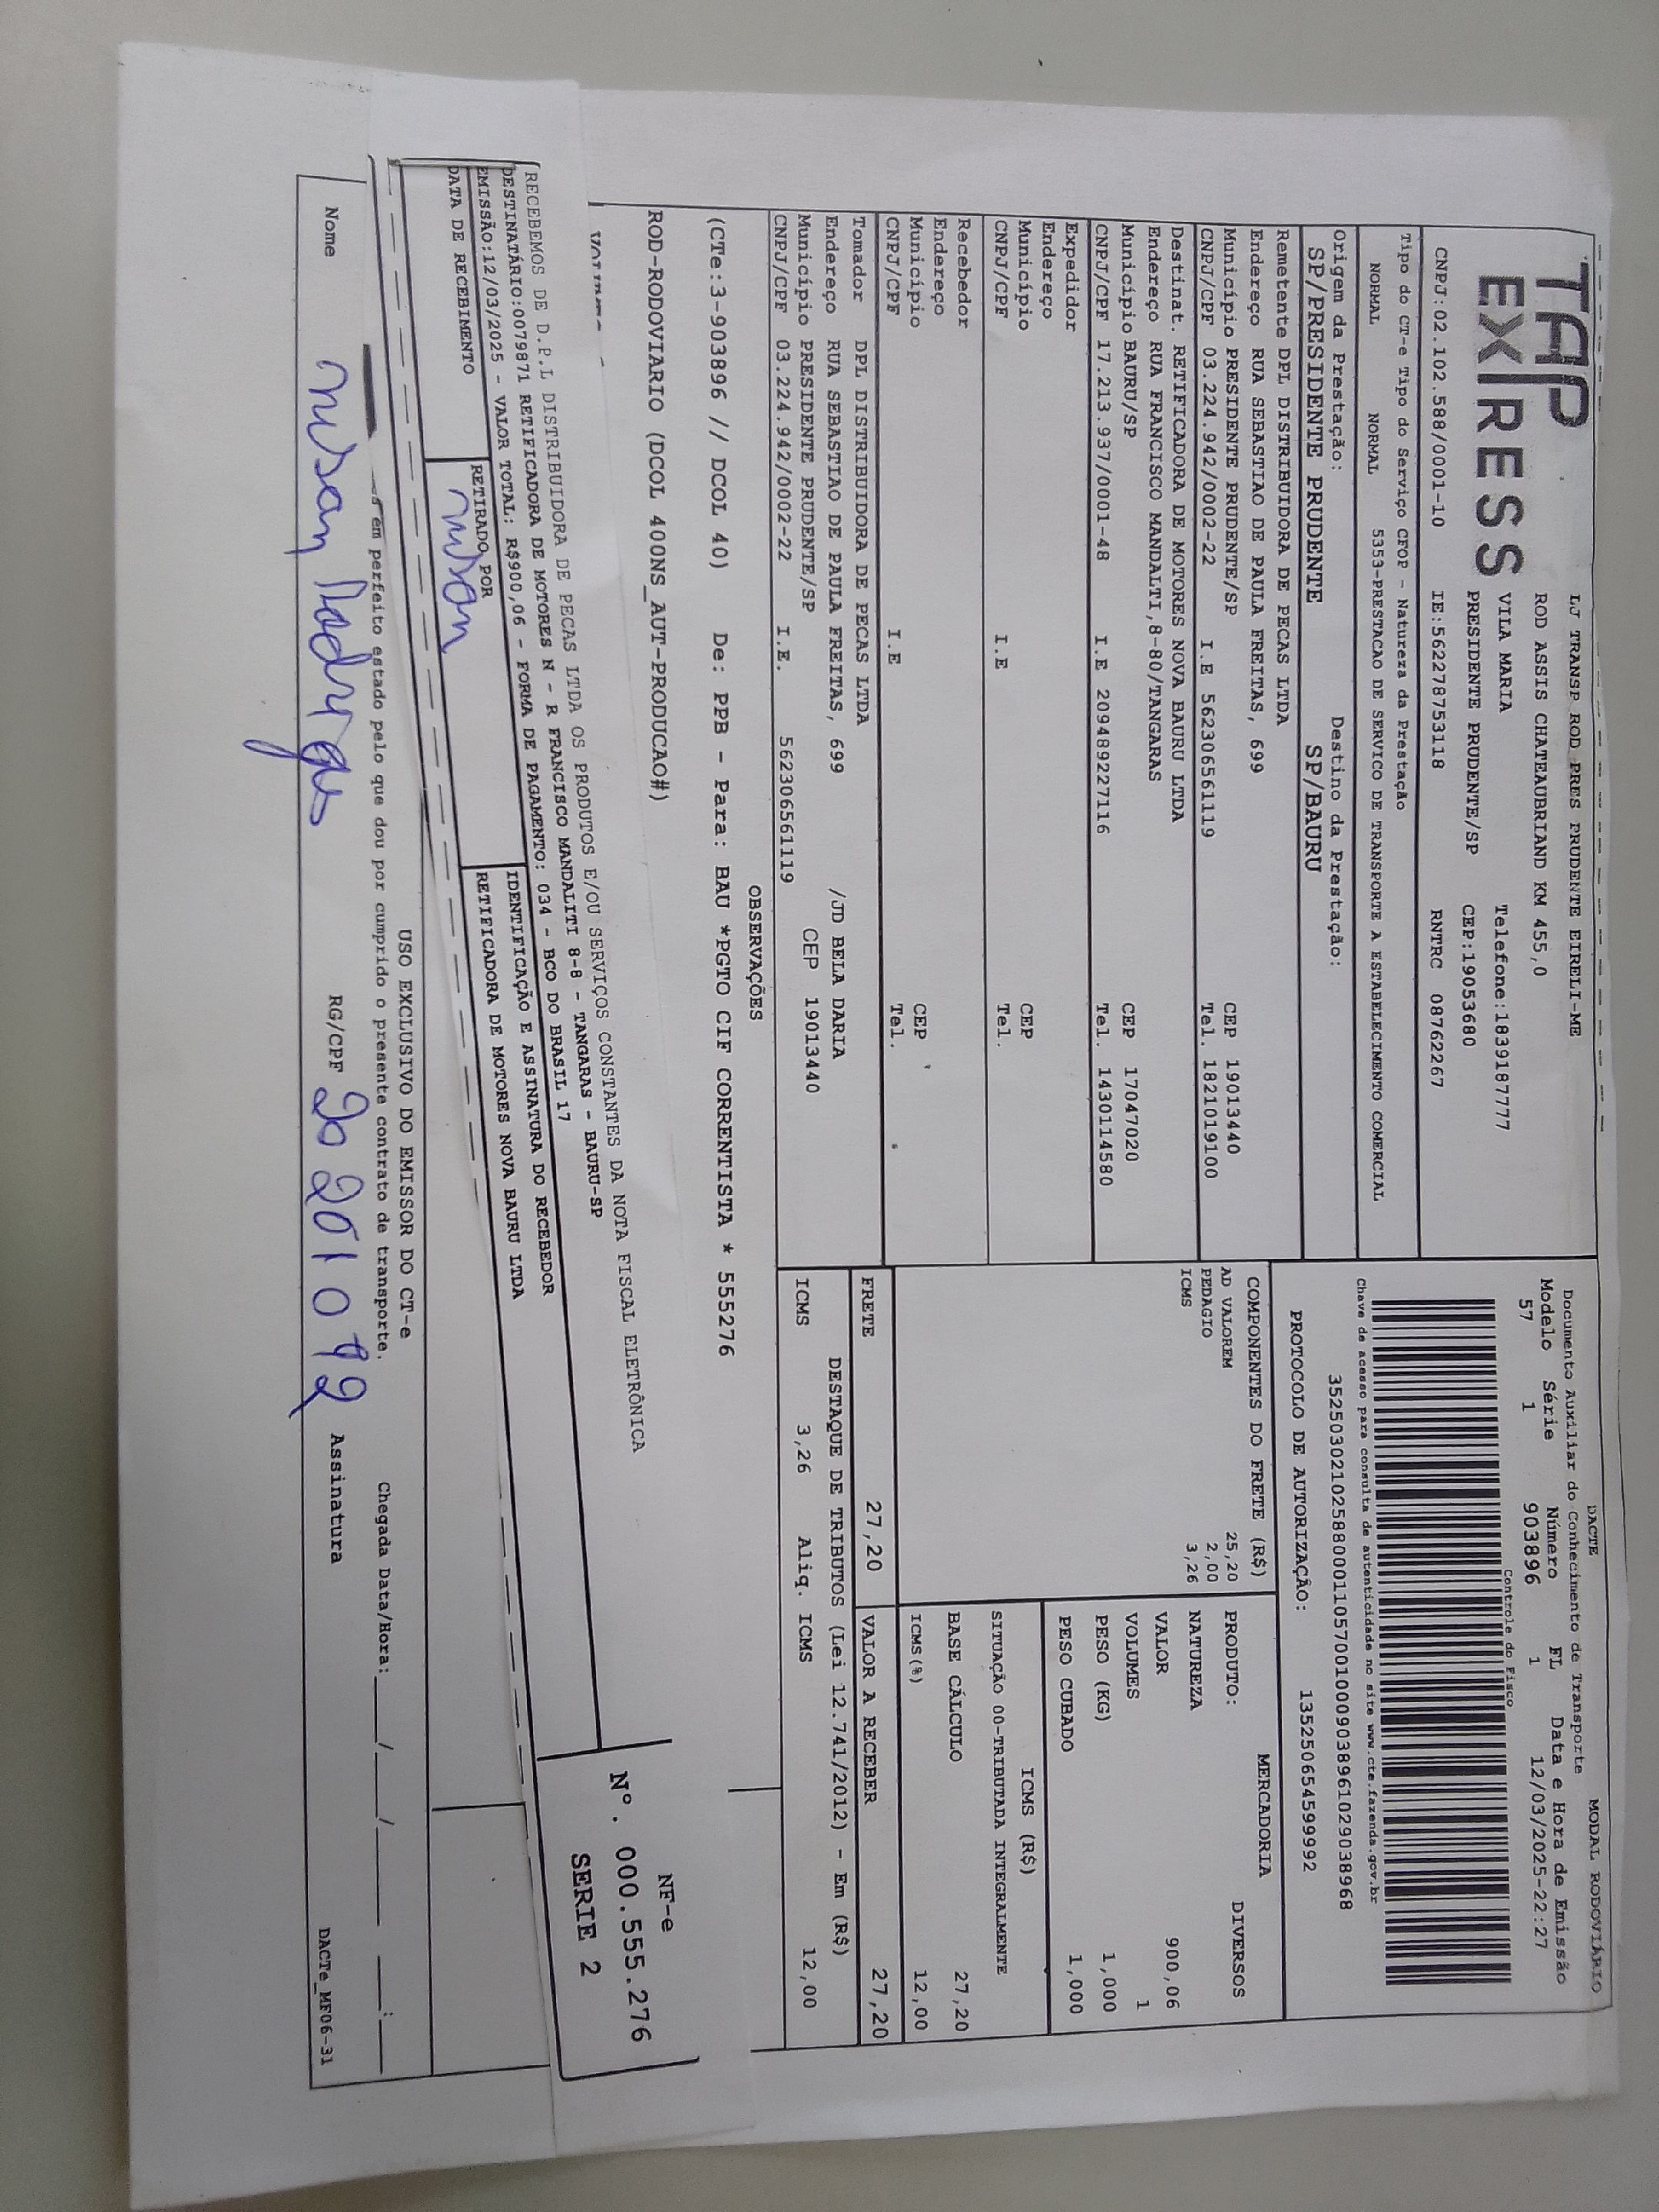 TAP EXPRESS
LJ TRANSP ROD PRES PRUDENTE EIRELI-ME
ROD ASSIS CHATEAUBRIAND KM 455,0
VILA MARIA Telefone:1839187777
PRESIDENTE PRUDENTE/SP CEP:19053680
CNPJ:02.102.588/0001-10 IE:562278753118 RNTRC 08762267
DACTE MODAL RODOVIÁRIO
Documento Auxiliar do Conhecimento de Transporte
Modelo Série Número FL Data e Hora de Emissão
57 1 903896 1 12/03/2025-22:27
Controle do Fisco
Chave de acesso para consulta de autenticidade no site www.cte.fazenda.gov.br
35250302102588000110570010009038961029038968
PROTOCOLO DE AUTORIZAÇÃO: 135250654599992
Tipo do CT-e Tipo do Serviço CFOP - Natureza da Prestação
NORMAL NORMAL 5353-PRESTACAO DE SERVICO DE TRANSPORTE A ESTABELECIMENTO COMERCIAL
Origem da Prestação: Destino da Prestação:
SP/PRESIDENTE PRUDENTE SP/BAURU
Remetente DPL DISTRIBUIDORA DE PECAS LTDA
Endereço RUA SEBASTIAO DE PAULA FREITAS, 699
Município PRESIDENTE PRUDENTE/SP CEP 19013440
CNPJ/CPF 03.224.942/0002-22 I.E 562306561119 Tel. 1821019100
Destinat. RETIFICADORA DE MOTORES NOVA BAURU LTDA
Endereço RUA FRANCISCO MANDALTI,8-80/TANGARAS
Município BAURU/SP CEP 17047020
CNPJ/CPF 17.213.937/0001-48 I.E 209489227116 Tel. 14301144580
Expedidor
Endereço
Município CEP
CNPJ/CPF I.E Tel.
Recebedor
Endereço
Município CEP
CNPJ/CPF I.E Tel.
Tomador DPL DISTRIBUIDORA DE PECAS LTDA
Endereço RUA SEBASTIAO DE PAULA FREITAS, 699 /JD BELA DARIA
Município PRESIDENTE PRUDENTE/SP CEP 19013440
CNPJ/CPF 03.224.942/0002-22 I.E. 562306561119
COMPONENTES DO FRETE (R$)
AD VALOREM 25,20
PEDAGIO 2,00
ICMS 3,26
MERCADORIA
PRODUTO: DIVERSOS
NATUREZA
VALOR 900,06
VOLUMES 1
PESO (KG) 1,000
PESO CUBADO 1,000
ICMS (R$)
SITUAÇÃO 00-TRIBUTADA INTEGRALMENTE
BASE CÁLCULO 27,20
ICMS(%) 12,00
FRETE 27,20 VALOR A RECEBER 27,20
DESTAQUE DE TRIBUTOS (Lei 12.741/2012) - Em (R$)
ICMS 3,26 Aliq. ICMS 12,00
OBSERVAÇÕES
(CTe:3-903896 // DCOL 40) De: PPB - Para: BAU *PGTO CIF CORRENTISTA * 555276
ROD-RODOVIARIO (DCOL 400NS_AUT-PRODUCAO#)
RECEBEMOS DE D.P.L DISTRIBUIDORA DE PECAS LTDA OS PRODUTOS E/OU SERVIÇOS CONSTANTES DA NOTA FISCAL ELETRÔNICA
DESTINATÁRIO:0079871 RETIFICADORA DE MOTORES N - R FRANCISCO MANDALITI 8-8 - TANGARAS - BAURU-SP
EMISSÃO:12/03/2025 - VALOR TOTAL: R$900,06 - FORMA DE PAGAMENTO: 034 - BCO DO BRASIL 17
DATA DE RECEBIMENTO RETIRADO POR IDENTIFICAÇÃO E ASSINATURA DO RECEBEDOR
RETIFICADORA DE MOTORES NOVA BAURU LTDA
NF-e
Nº. 000.555.276
SERIE 2
USO EXCLUSIVO DO EMISSOR DO CT-e
em perfeito estado pelo que dou por cumprido o presente contrato de transporte. Chegada Data/Hora:___/___/____ __:__
Nome RG/CPF Assinatura
DACTe_MF06-31